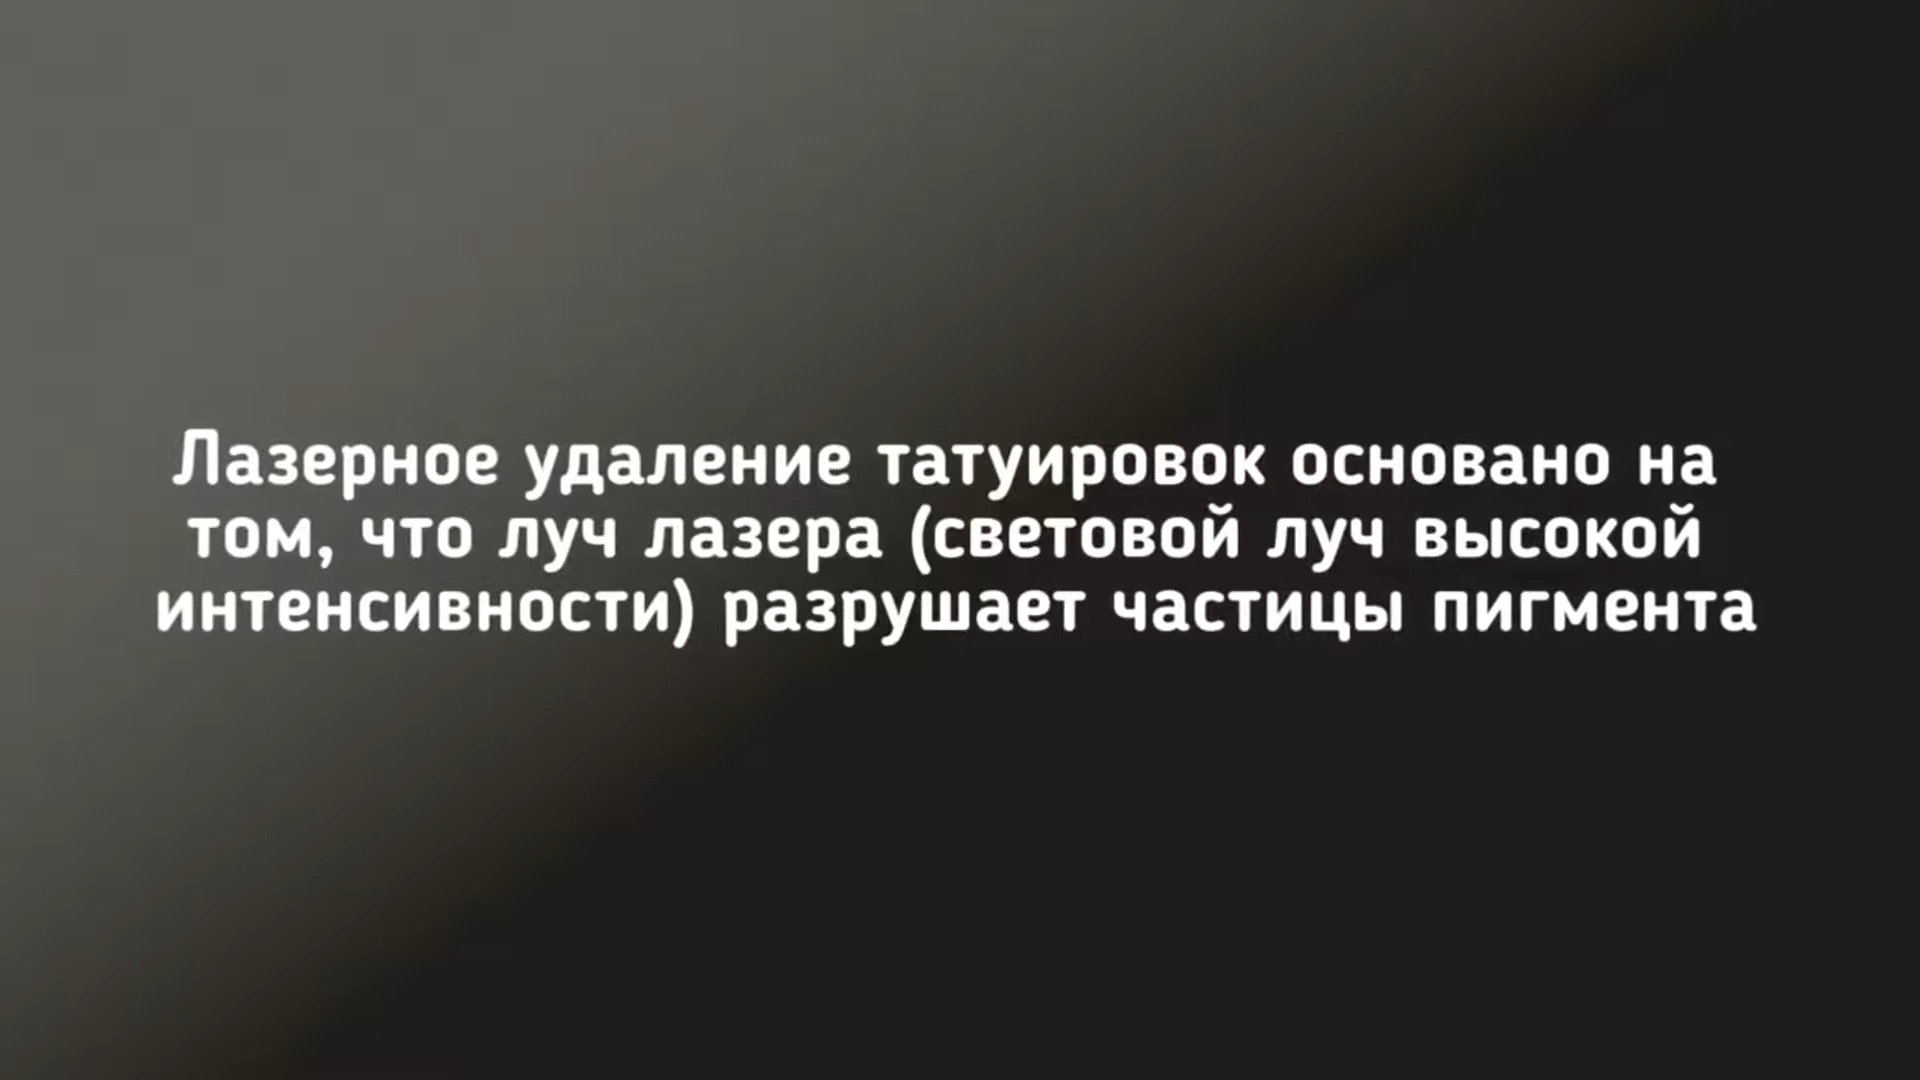 Лазерное удаление татуировок основано на
том, что луч лазера (световой луч высокой
интенсивности) разрушает частицы пигмента